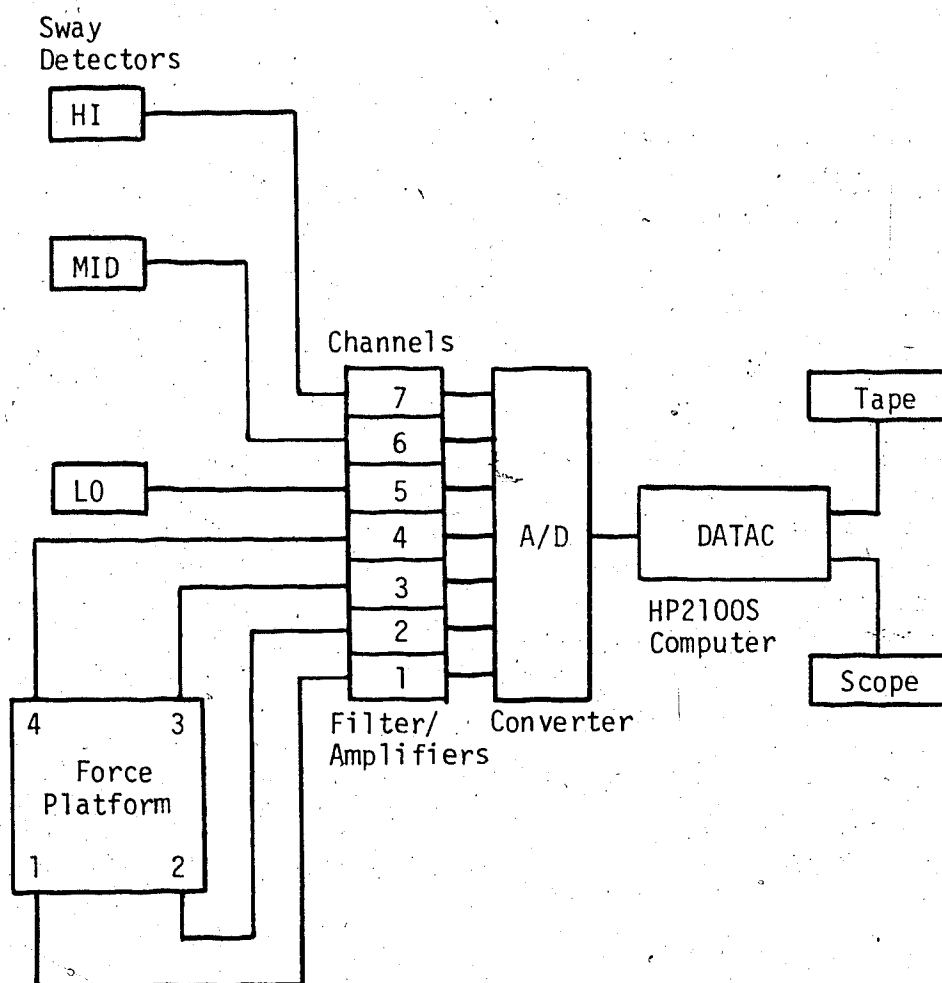 Sway
Detectors
HI
MID
LO
Channels
7
6
5
4
3
2
1
Filter/
Amplifiers
A/D
Converter
DATAC
HP2100S
Computer
Tape
Scope
4 3
Force
Platform
1 2